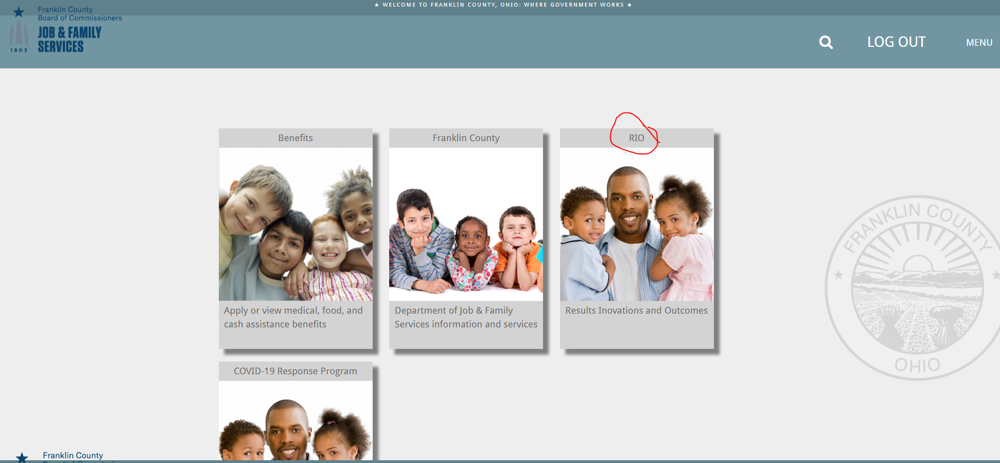 ★ WELCOME TO FRANKLIN COUNTY, OHIO: WHERE GOVERNMENT WORKS ★
Franklin County
Board of Commissioners
JOB & FAMILY
SERVICES
1803
LOG OUT
MENU
Benefits
Apply or view medical, food, and
cash assistance benefits
Franklin County
Department of Job & Family
Services information and services
RIO
Results Inovations and Outcomes
FRANKLIN COUNTY
OHIO
COVID-19 Response Program
Franklin County